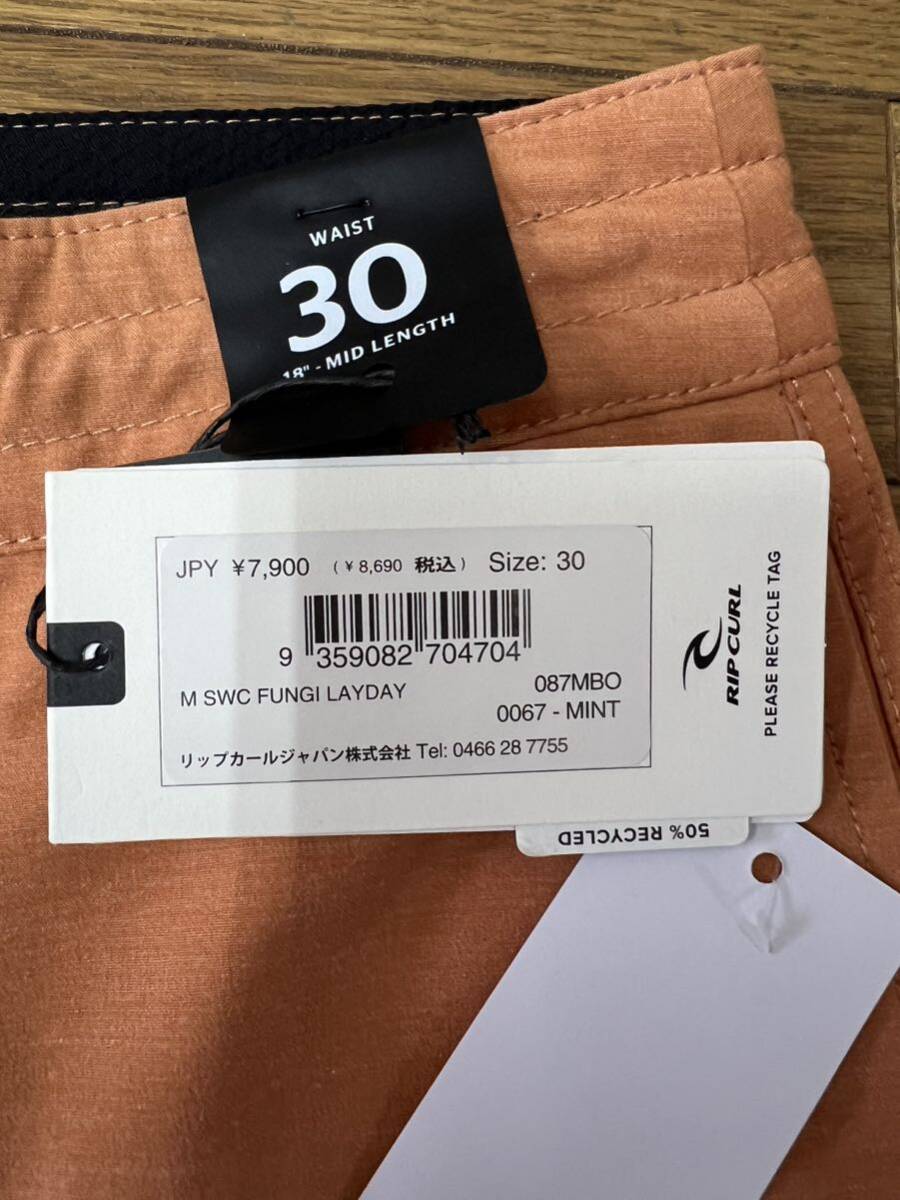 WAIST
30
18" - MID LENGTH
JPY ¥7,900 (¥8,690 税込) Size: 30
9 359082 704704
M SWC FUNGI LAYDAY
087MBO
0067 - MINT
リップカールジャパン株式会社 Tel: 0466 28 7755
RIP CURL
PLEASE RECYCLE TAG
50% RECYCLED